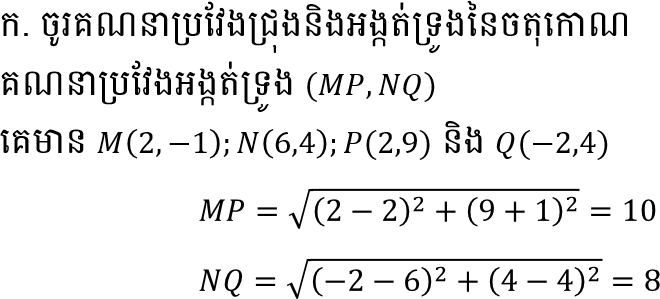 ក. ចូរគណនាប្រវែងជ្រុងនិងអង្កត់ទ្រូងនៃចតុកោណ
គណនាប្រវែងអង្កត់ទ្រូង (MP, NQ)
គេមាន M(2, −1); N(6,4); P(2,9) និង Q(−2,4)
MP = √(2 − 2)² + (9 + 1)² = 10
NQ = √(−2 − 6)² + (4 − 4)² = 8